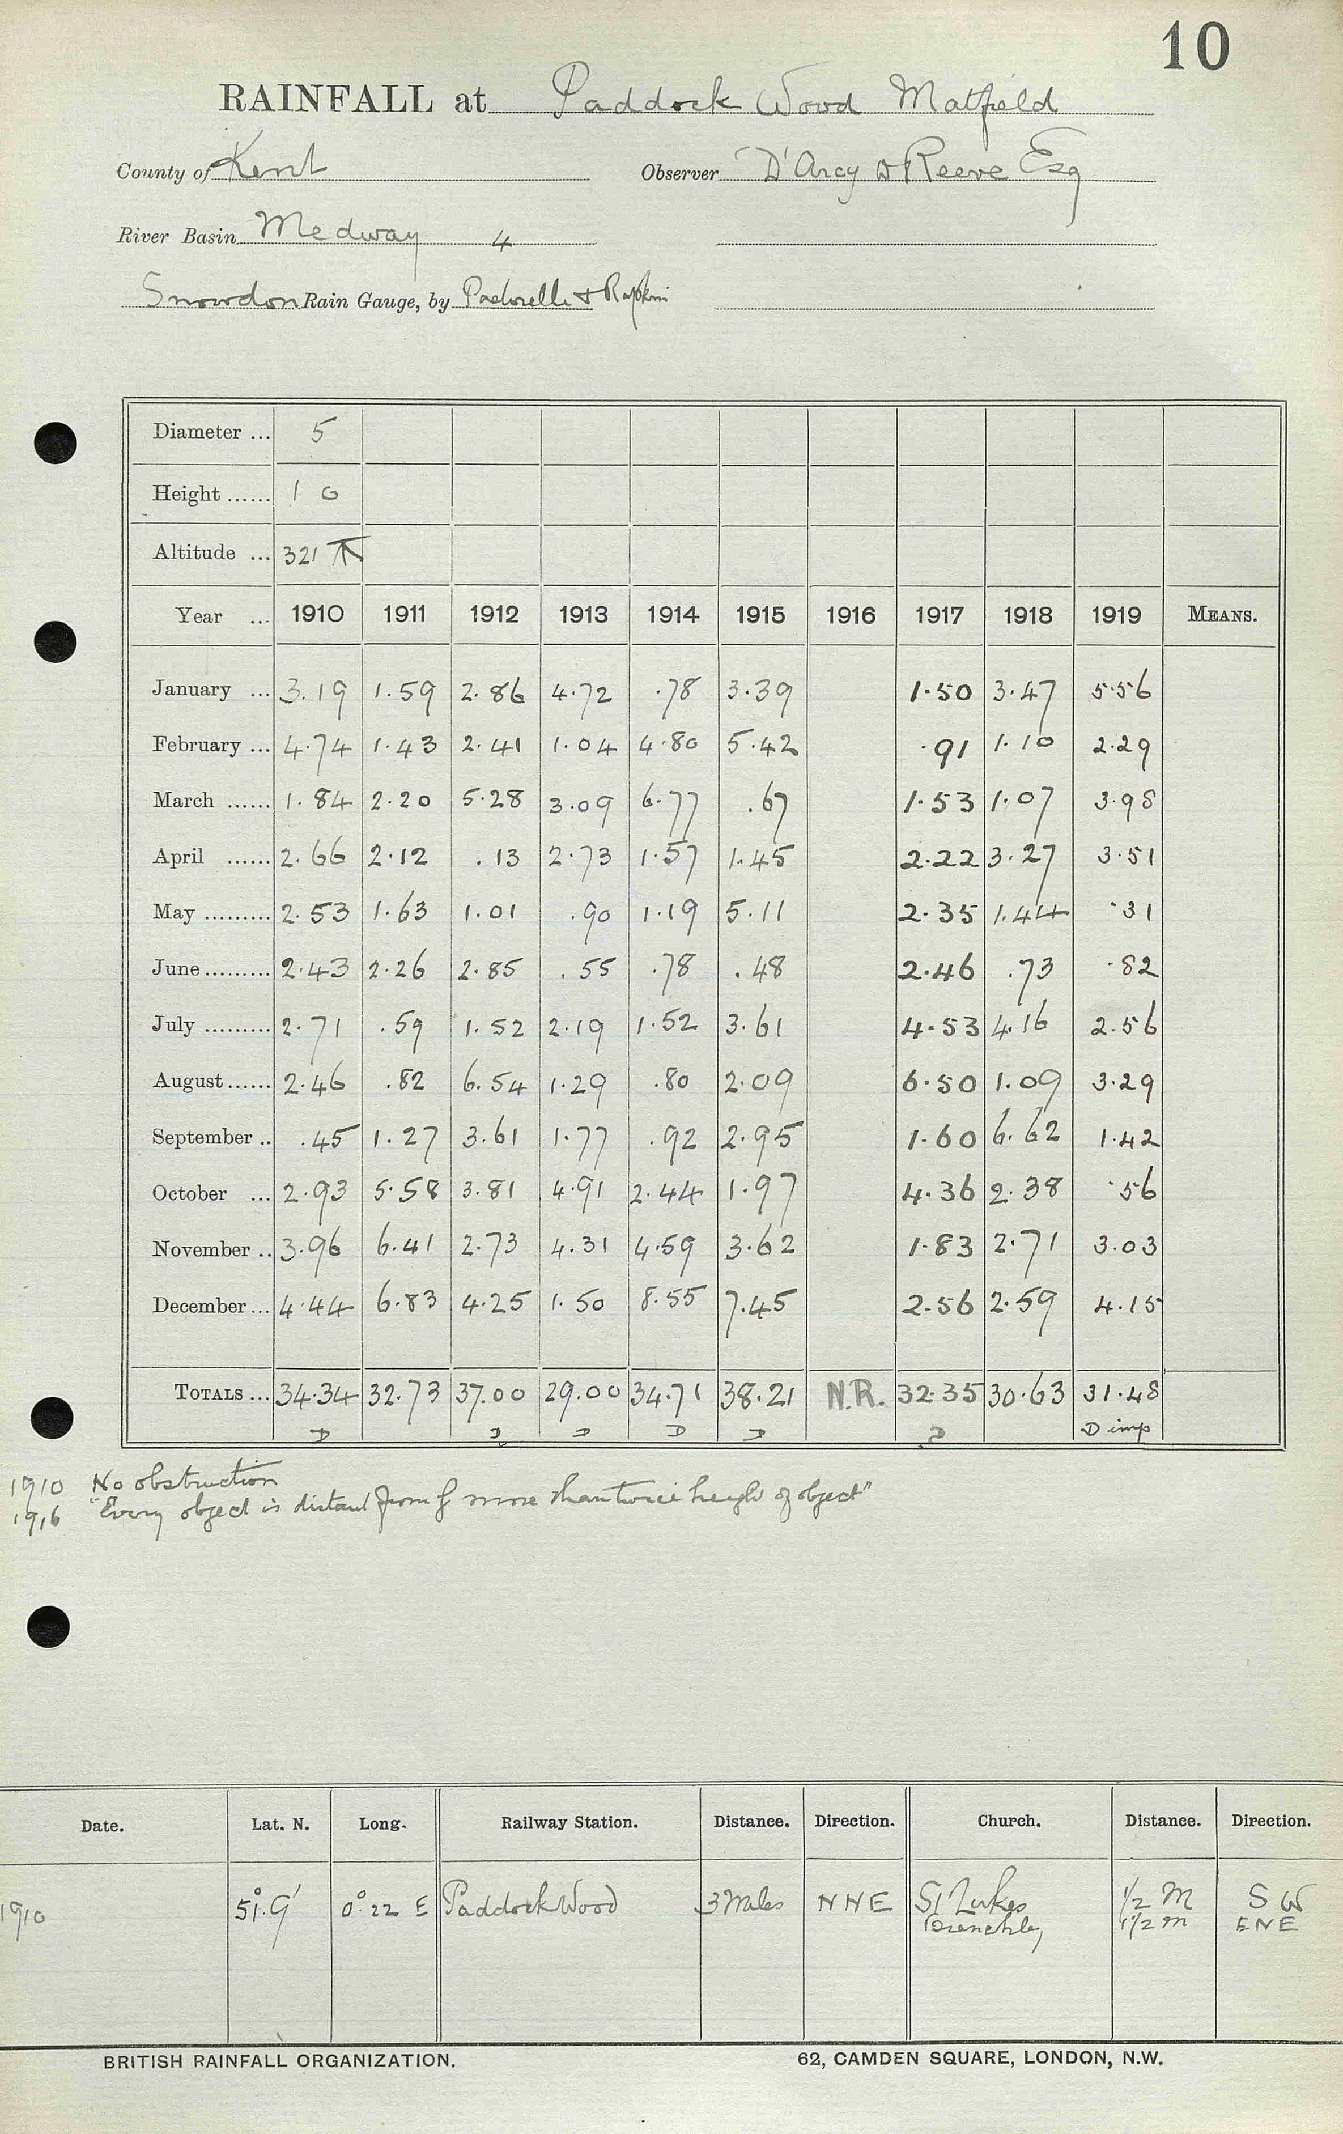 10
RAINFALL at Paddock Wood Matfield
County of Kent Observer D'Arcy W Reeve Esq
River Basin Medway 4
Snowdon Rain Gauge, by Pastorelli & Rapkin
Diameter ... 5
Height ...... 1 0
Altitude ... 321
Year ... 1910 1911 1912 1913 1914 1915 1916 1917 1918 1919 MEANS.
January ... 3.19 1.59 2.86 4.72 .78 3.39 1.50 3.47 5.56
February ... 4.74 1.43 2.41 1.04 4.80 5.42 .91 1.10 2.29
March ...... 1.84 2.20 5.28 3.09 6.77 .67 1.53 1.07 3.98
April ...... 2.66 2.12 .13 2.73 1.57 1.45 2.22 3.27 3.51
May ......... 2.53 1.63 1.01 .90 1.19 5.11 2.35 1.44 .31
June ......... 2.43 2.26 2.85 .55 .78 .48 2.46 .73 .82
July ......... 2.71 .59 1.52 2.19 1.52 3.61 4.53 4.16 2.56
August ...... 2.46 .82 6.54 1.29 .80 2.09 6.50 1.09 3.29
September .. .45 1.27 3.61 1.77 .92 2.95 1.60 6.62 1.42
October ... 2.93 5.58 3.81 4.91 2.44 1.97 4.36 2.38 .56
November .. 3.96 6.41 2.73 4.31 4.59 3.62 1.83 2.71 3.03
December ... 4.44 6.83 4.25 1.50 8.55 7.45 2.56 2.59 4.15
TOTALS ... 34.34 32.73 37.00 29.00 34.71 38.21 N.R. 32.35 30.63 31.48
D D D D D D D imp
1910 No obstruction
1916 "Every object is distant from g more than twice height of object"
Date. Lat. N. Long. Railway Station. Distance. Direction. Church. Distance. Direction.
1910 51°.9' 0°22 E Paddock Wood 3 Miles NNE St Lukes 1/2 M SW
Brenchley 1 1/2 m ENE
BRITISH RAINFALL ORGANIZATION. 62, CAMDEN SQUARE, LONDON, N.W.